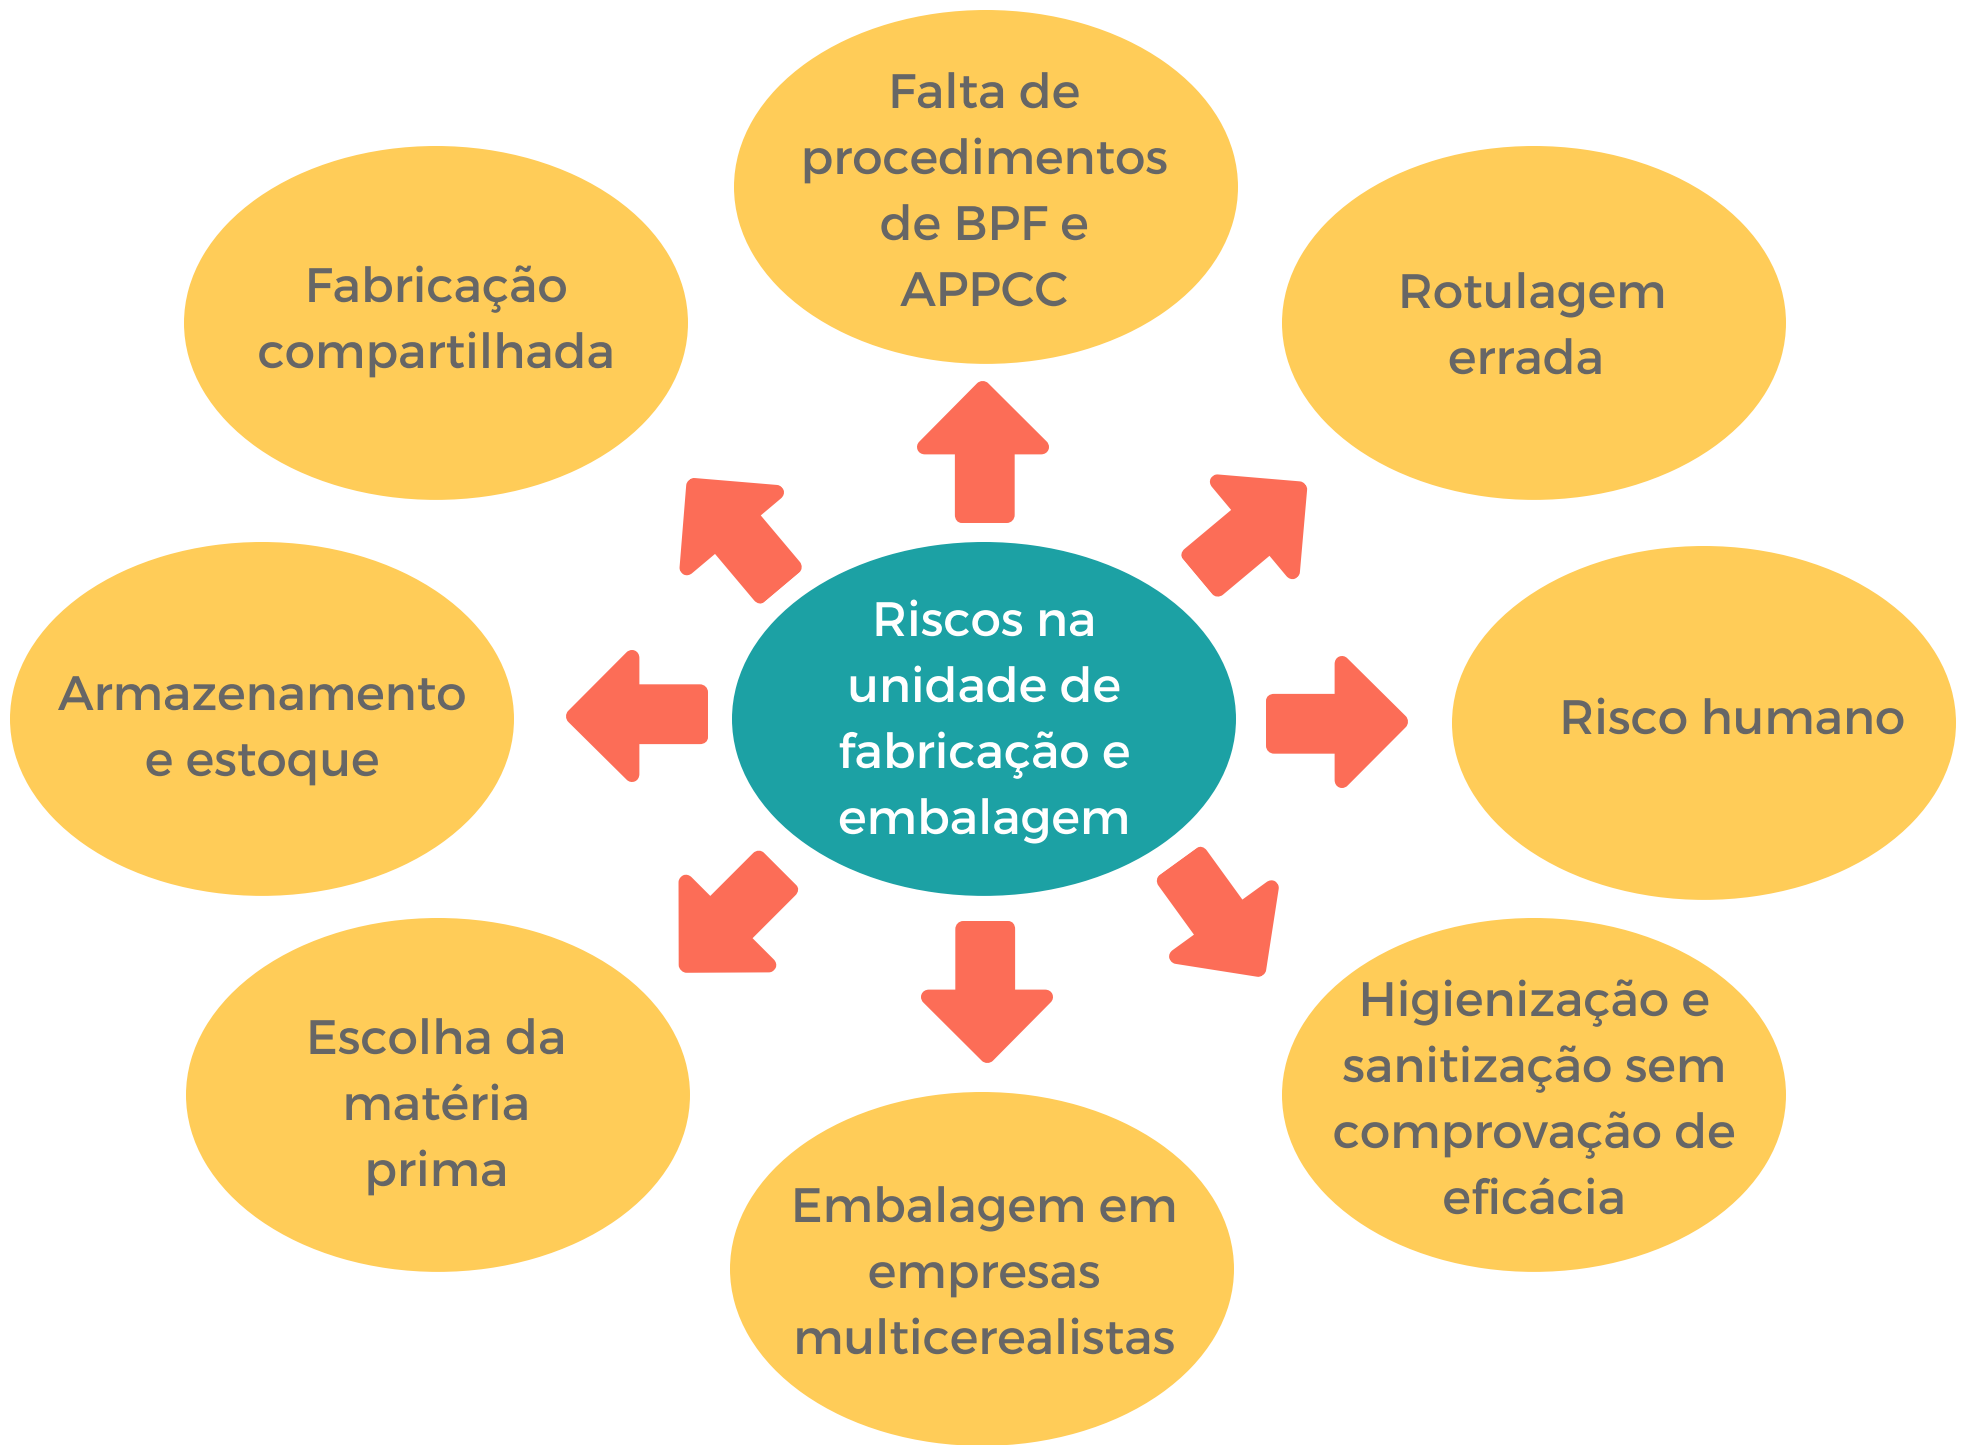 Falta de
procedimentos
de BPF e
APPCC
Fabricação
compartilhada
Rotulagem
errada
Riscos na
unidade de
fabricação e
embalagem
Armazenamento
e estoque
Risco humano
Escolha da
matéria
prima
Higienização e
sanitização sem
comprovação de
eficácia
Embalagem em
empresas
multicerealistas